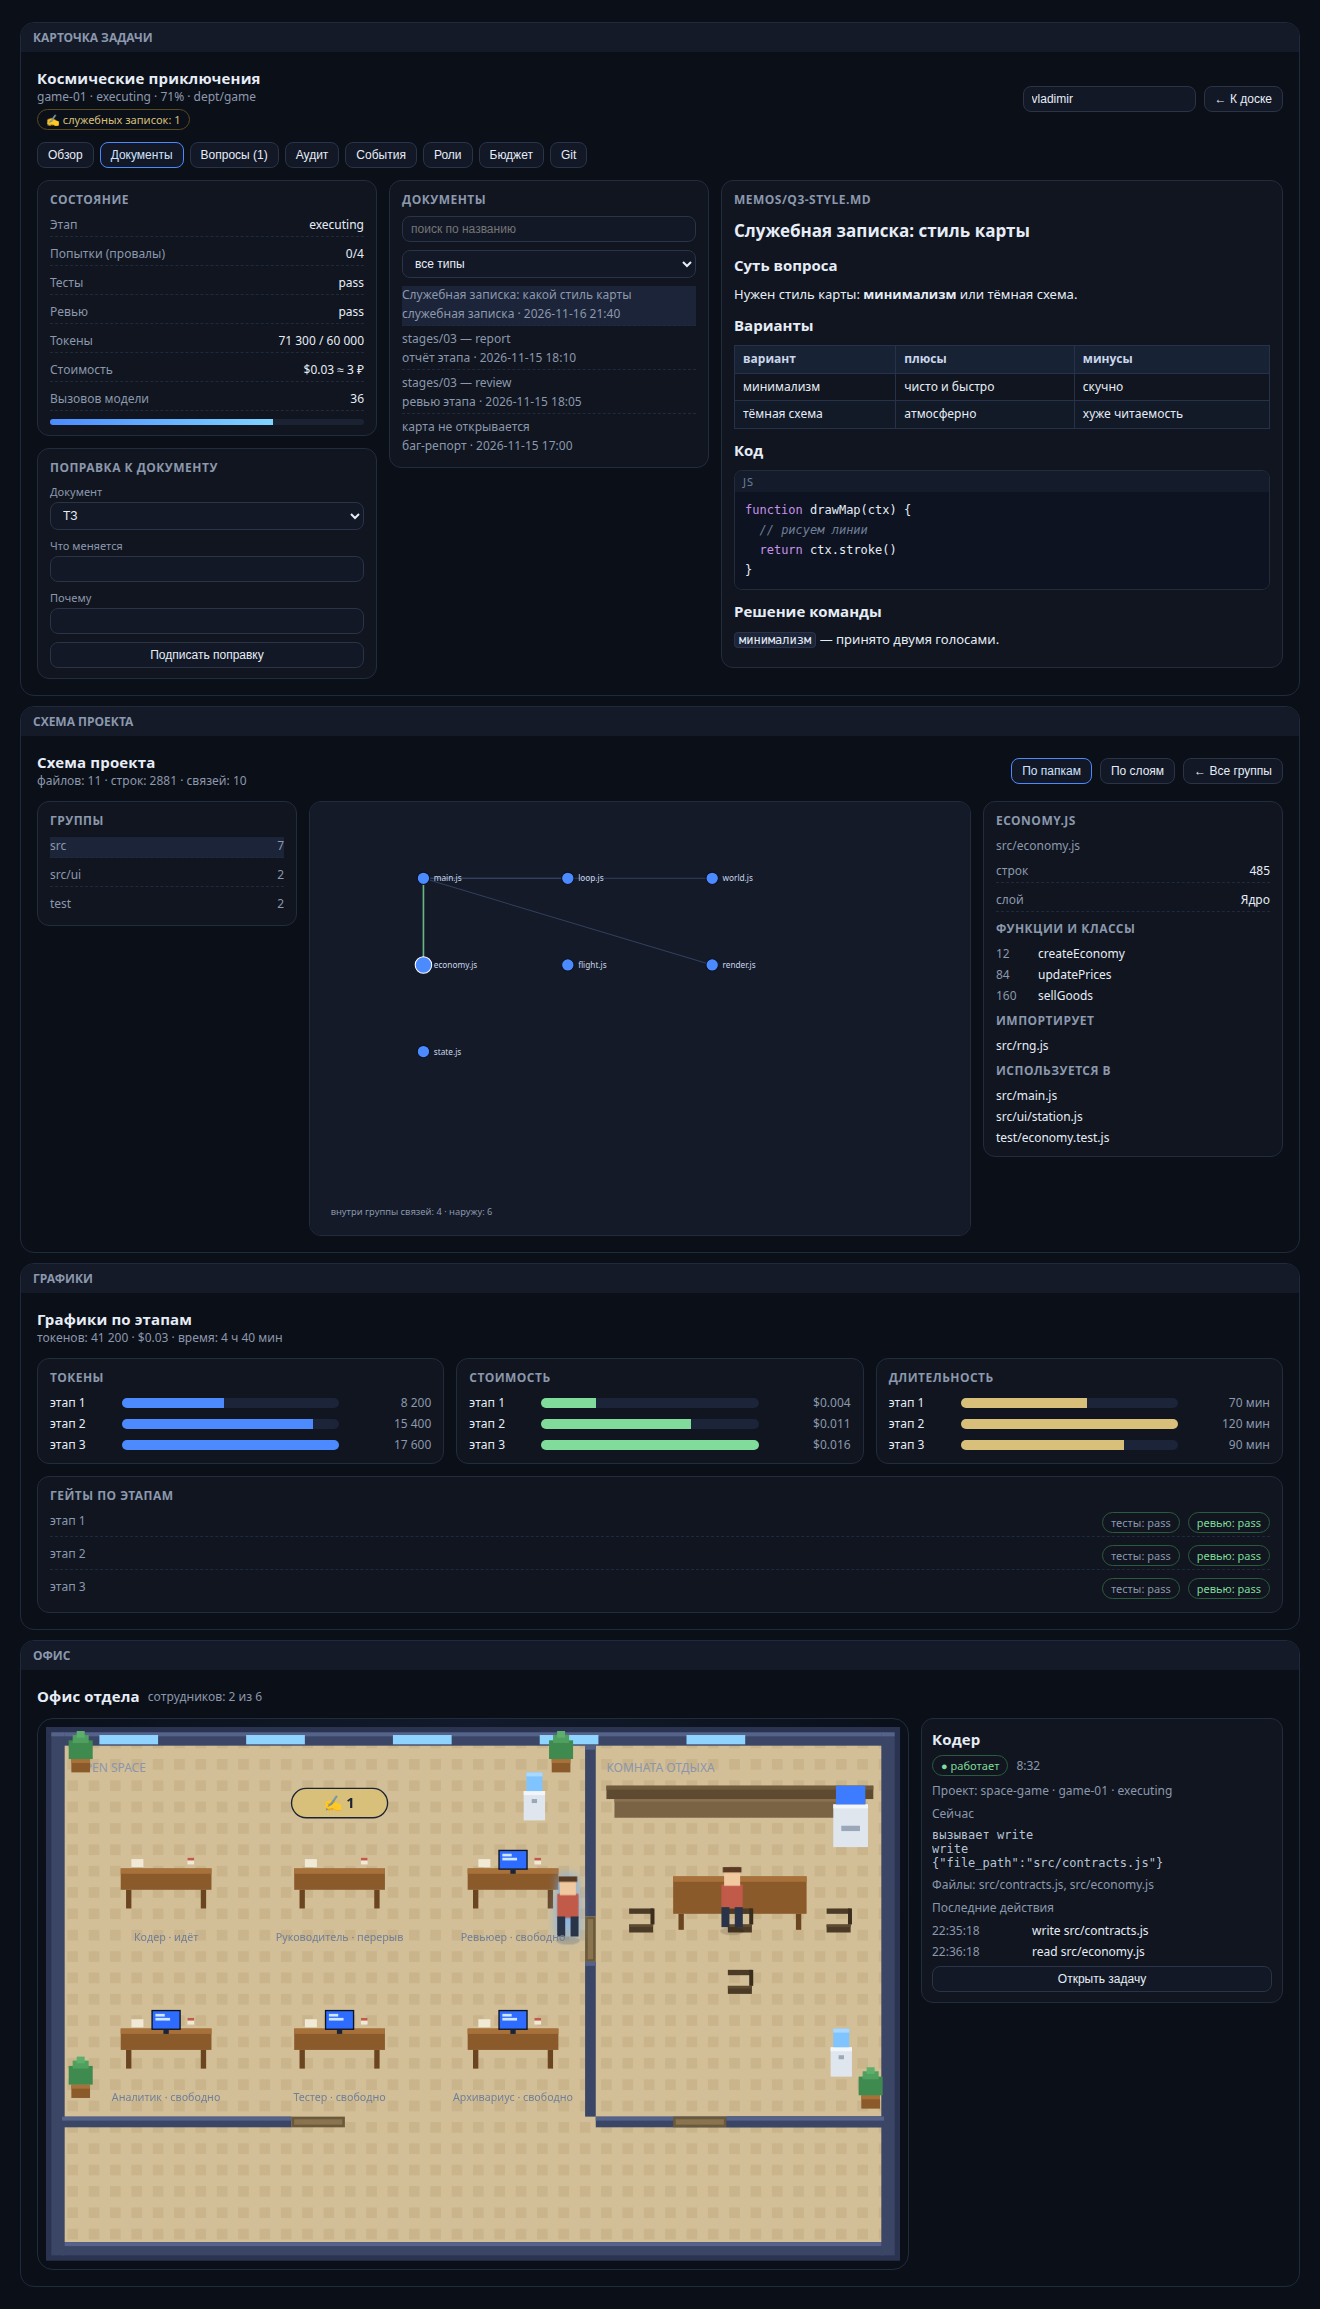 КАРТОЧКА ЗАДАЧИ
Космические приключения
game-01 · executing · 71% · dept/game
✍ служебных записок: 1
vladimir
← К доске
Обзор
Документы
Вопросы (1)
Аудит
События
Роли
Бюджет
Git
СОСТОЯНИЕ
Этап executing
Попытки (провалы) 0/4
Тесты pass
Ревью pass
Токены 71 300 / 60 000
Стоимость $0.03 ≈ 3 ₽
Вызовов модели 36
ПОПРАВКА К ДОКУМЕНТУ
Документ
ТЗ
Что меняется
Почему
Подписать поправку
ДОКУМЕНТЫ
поиск по названию
все типы
Служебная записка: какой стиль карты
служебная записка · 2026-11-16 21:40
stages/03 — report
отчёт этапа · 2026-11-15 18:10
stages/03 — review
ревью этапа · 2026-11-15 18:05
карта не открывается
баг-репорт · 2026-11-15 17:00
MEMOS/Q3-STYLE.MD
Служебная записка: стиль карты
Суть вопроса
Нужен стиль карты: минимализм или тёмная схема.
Варианты
вариант плюсы минусы
минимализм чисто и быстро скучно
тёмная схема атмосферно хуже читаемость
Код
JS
function drawMap(ctx) {
// рисуем линии
return ctx.stroke()
}
Решение команды
минимализм — принято двумя голосами.
СХЕМА ПРОЕКТА
Схема проекта
файлов: 11 · строк: 2881 · связей: 10
По папкам
По слоям
← Все группы
ГРУППЫ
src 7
src/ui 2
test 2
main.js
loop.js
world.js
economy.js
flight.js
render.js
state.js
внутри группы связей: 4 · наружу: 6
ECONOMY.JS
src/economy.js
строк 485
слой Ядро
ФУНКЦИИ И КЛАССЫ
12 createEconomy
84 updatePrices
160 sellGoods
ИМПОРТИРУЕТ
src/rng.js
ИСПОЛЬЗУЕТСЯ В
src/main.js
src/ui/station.js
test/economy.test.js
ГРАФИКИ
Графики по этапам
токенов: 41 200 · $0.03 · время: 4 ч 40 мин
ТОКЕНЫ
этап 1 8 200
этап 2 15 400
этап 3 17 600
СТОИМОСТЬ
этап 1 $0.004
этап 2 $0.011
этап 3 $0.016
ДЛИТЕЛЬНОСТЬ
этап 1 70 мин
этап 2 120 мин
этап 3 90 мин
ГЕЙТЫ ПО ЭТАПАМ
этап 1 тесты: pass ревью: pass
этап 2 тесты: pass ревью: pass
этап 3 тесты: pass ревью: pass
ОФИС
Офис отдела сотрудников: 2 из 6
SPACE
КОМНАТА ОТДЫХА
✍ 1
Кодер · идёт
Руководитель · перерыв
Ревьюер · свободно
Аналитик · свободно
Тестер · свободно
Архивариус · свободно
Кодер
● работает 8:32
Проект: space-game · game-01 · executing
Сейчас
вызывает write
write
{"file_path":"src/contracts.js"}
Файлы: src/contracts.js, src/economy.js
Последние действия
22:35:18 write src/contracts.js
22:36:18 read src/economy.js
Открыть задачу